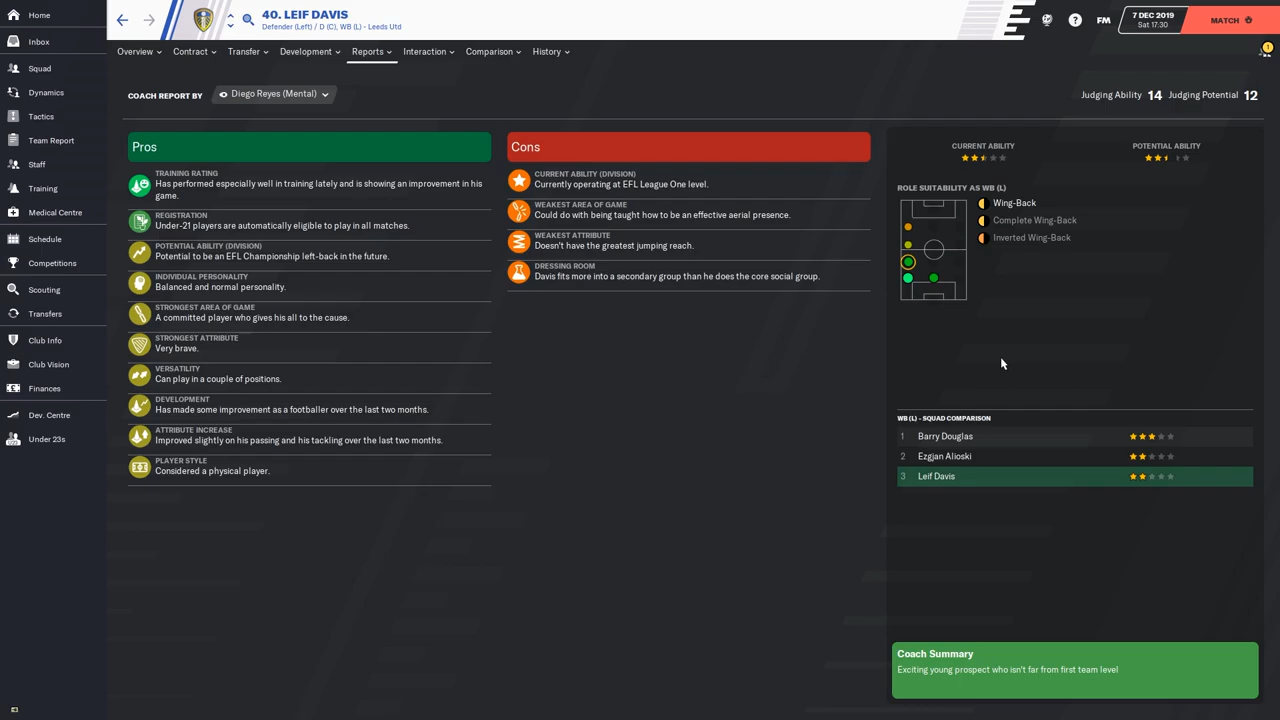 Home
Inbox
Squad
Dynamics
Tactics
Team Report
Staff
Training
Medical Centre
Schedule
Competitions
Scouting
Transfers
Club Info
Club Vision
Finances
Dev. Centre
Under 23s
40. LEIF DAVIS
Defender (Left) / D (C), WB (L) - Leeds Utd
? FM
7 DEC 2019
Sat 17:30
MATCH
1
Overview Contract Transfer Development Reports Interaction Comparison History
COACH REPORT BY Diego Reyes (Mental)
Judging Ability 14 Judging Potential 12
Pros
TRAINING RATING
Has performed especially well in training lately and is showing an improvement in his
game.
REGISTRATION
Under-21 players are automatically eligible to play in all matches.
POTENTIAL ABILITY (DIVISION)
Potential to be an EFL Championship left-back in the future.
INDIVIDUAL PERSONALITY
Balanced and normal personality.
STRONGEST AREA OF GAME
A committed player who gives his all to the cause.
STRONGEST ATTRIBUTE
Very brave.
VERSATILITY
Can play in a couple of positions.
DEVELOPMENT
Has made some improvement as a footballer over the last two months.
ATTRIBUTE INCREASE
Improved slightly on his passing and his tackling over the last two months.
PLAYER STYLE
Considered a physical player.
Cons
CURRENT ABILITY (DIVISION)
Currently operating at EFL League One level.
WEAKEST AREA OF GAME
Could do with being taught how to be an effective aerial presence.
WEAKEST ATTRIBUTE
Doesn't have the greatest jumping reach.
DRESSING ROOM
Davis fits more into a secondary group than he does the core social group.
CURRENT ABILITY
POTENTIAL ABILITY
ROLE SUITABILITY AS WB (L)
Wing-Back
Complete Wing-Back
Inverted Wing-Back
WB (L) - SQUAD COMPARISON
1 Barry Douglas
2 Ezgjan Alioski
3 Leif Davis
Coach Summary
Exciting young prospect who isn't far from first team level